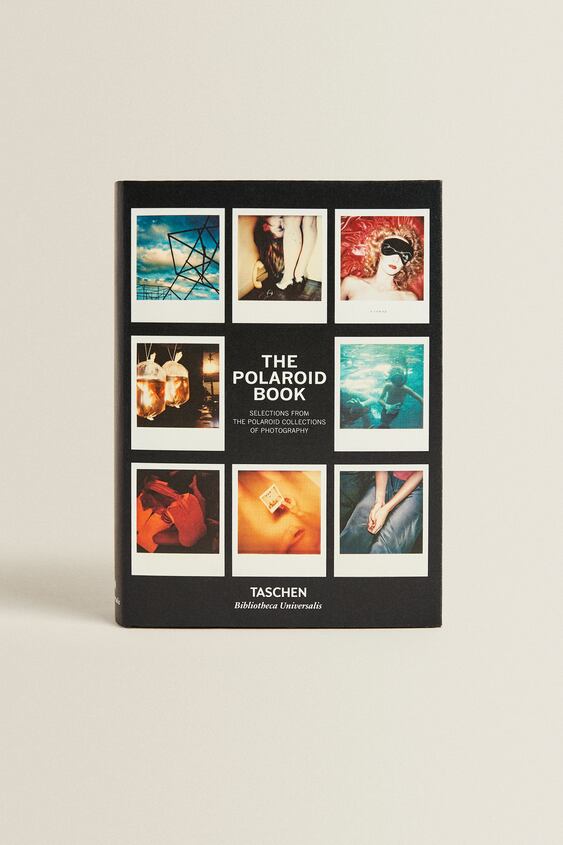 THE
POLAROID
BOOK
SELECTIONS FROM
THE POLAROID COLLECTIONS
OF PHOTOGRAPHY
TASCHEN
Bibliotheca Universalis